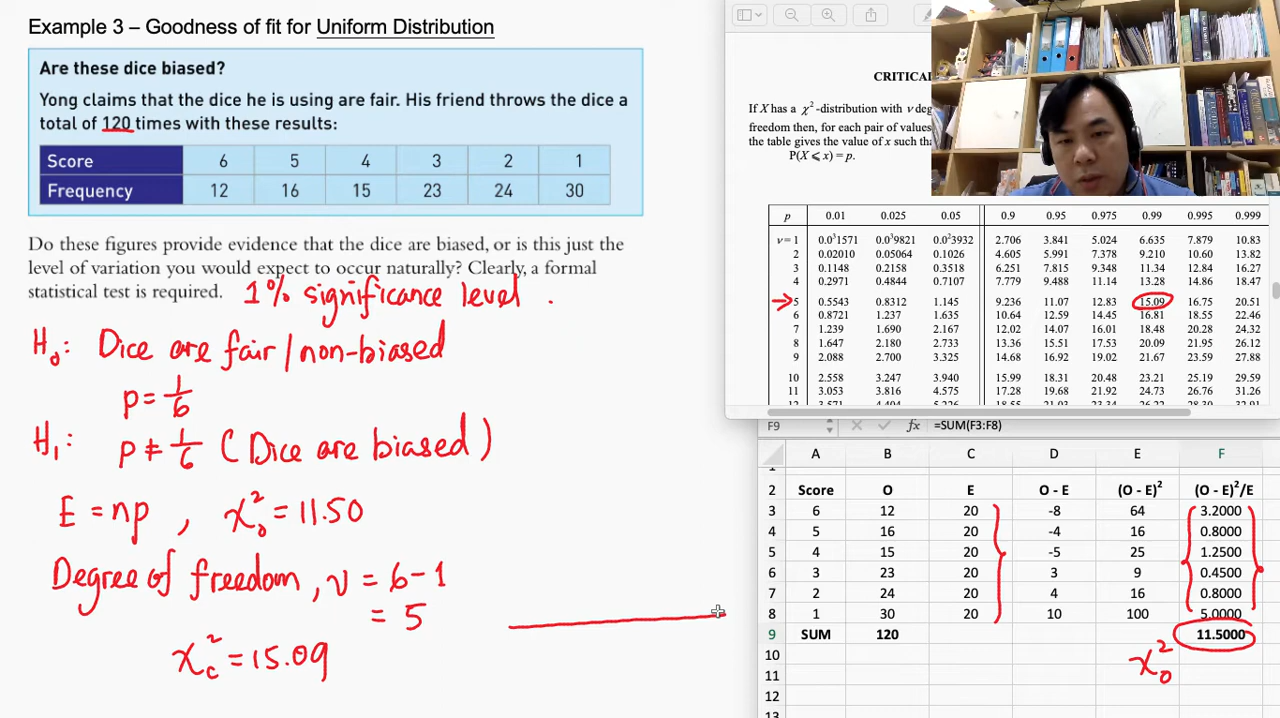 Example 3 – Goodness of fit for Uniform Distribution
Are these dice biased?
Yong claims that the dice he is using are fair. His friend throws the dice a
total of 120 times with these results:
Score 6 5 4 3 2 1
Frequency 12 16 15 23 24 30
Do these figures provide evidence that the dice are biased, or is this just the
level of variation you would expect to occur naturally? Clearly, a formal
statistical test is required. 1% significance level .
H₀: Dice are fair/non-biased
p = 1/6
H₁: p ≠ 1/6 (Dice are biased)
E = np , χ₀² = 11.50
Degree of freedom, ν = 6-1
= 5
χc² = 15.09
CRITICAL
If X has a χ²-distribution with ν deg
freedom then, for each pair of values
the table gives the value of x such tha
P(X ⩽ x) = p.
p 0.01 0.025 0.05 0.9 0.95 0.975 0.99 0.995 0.999
ν = 1 0.0³1571 0.0³9821 0.0²3932 2.706 3.841 5.024 6.635 7.879 10.83
2 0.02010 0.05064 0.1026 4.605 5.991 7.378 9.210 10.60 13.82
3 0.1148 0.2158 0.3518 6.251 7.815 9.348 11.34 12.84 16.27
4 0.2971 0.4844 0.7107 7.779 9.488 11.14 13.28 14.86 18.47
5 0.5543 0.8312 1.145 9.236 11.07 12.83 15.09 16.75 20.51
6 0.8721 1.237 1.635 10.64 12.59 14.45 16.81 18.55 22.46
7 1.239 1.690 2.167 12.02 14.07 16.01 18.48 20.28 24.32
8 1.647 2.180 2.733 13.36 15.51 17.53 20.09 21.95 26.12
9 2.088 2.700 3.325 14.68 16.92 19.02 21.67 23.59 27.88
10 2.558 3.247 3.940 15.99 18.31 20.48 23.21 25.19 29.59
11 3.053 3.816 4.575 17.28 19.68 21.92 24.73 26.76 31.26
F9 fx =SUM(F3:F8)
A B C D E F
2 Score O E O - E (O - E)² (O - E)²/E
3 6 12 20 -8 64 3.2000
4 5 16 20 -4 16 0.8000
5 4 15 20 -5 25 1.2500
6 3 23 20 3 9 0.4500
7 2 24 20 4 16 0.8000
8 1 30 20 10 100 5.0000
9 SUM 120 11.5000
10 χ₀²
11
12
13